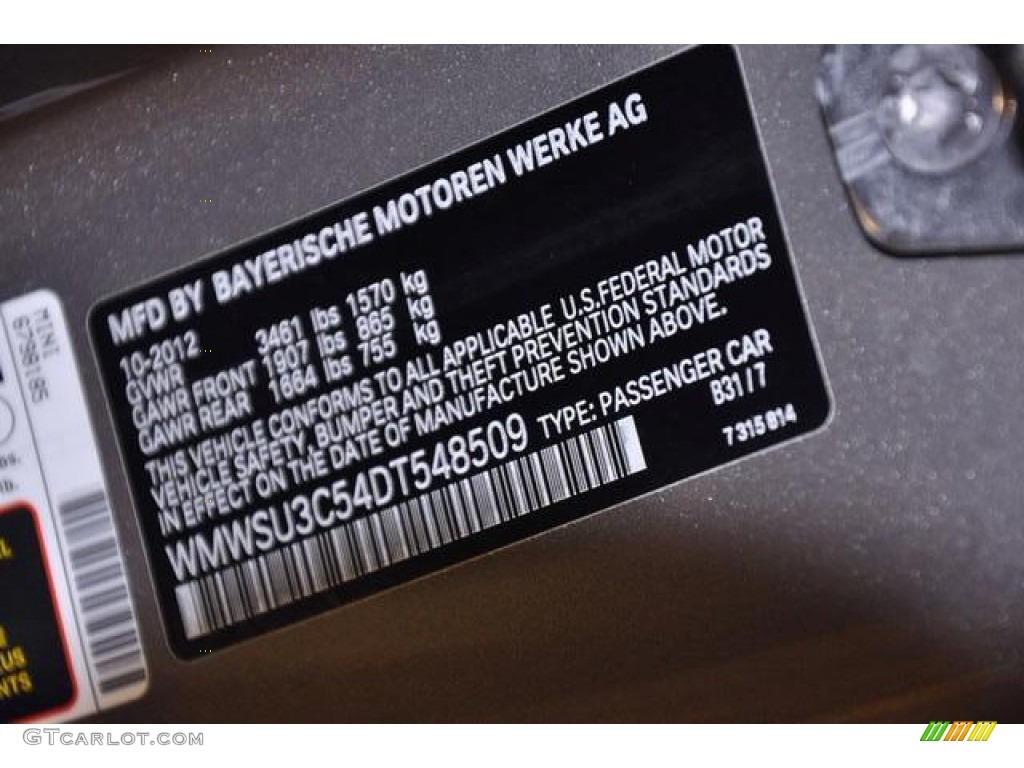 MFD BY BAYERISCHE MOTOREN WERKE AG
10-2012
GVWR 3461 lbs 1570 kg
GAWR FRONT 1907 lbs 865 kg
GAWR REAR 1664 lbs 755 kg
THIS VEHICLE CONFORMS TO ALL APPLICABLE U.S.FEDERAL MOTOR
VEHICLE SAFETY, BUMPER AND THEFT PREVENTION STANDARDS
IN EFFECT ON THE DATE OF MANUFACTURE SHOWN ABOVE.
WMWSU3C54DT548509 TYPE: PASSENGER CAR
B31/7
7315814
MINI
6798185
GTCARLOT.COM